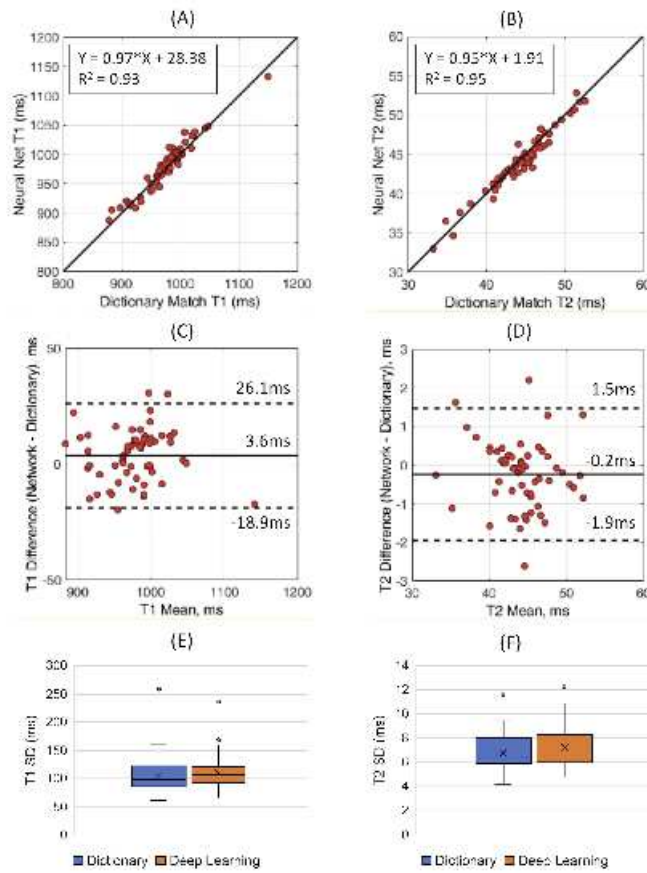 (A)
Y = 0.97*X + 28.38
R² = 0.93
1200
1100
1000
900
800
Neural Net T1 (ms)
800 900 1000 1100 1200
Dictionary Match T1 (ms)
(B)
Y = 0.95*X + 1.91
R² = 0.95
60
55
50
45
40
35
30
Neural Net T2 (ms)
30 40 50 60
Dictionary Match T2 (ms)
(C)
50
0
-50
T1 Difference (Network - Dictionary), ms
26.1ms
3.6ms
-18.9ms
900 1000 1100 1200
T1 Mean, ms
(D)
3
2
1
0
-1
-2
-3
T2 Difference (Network - Dictionary), ms
1.5ms
-0.2ms
-1.9ms
30 40 50 60
T2 Mean, ms
(E)
300
250
200
150
100
50
0
T1 SD (ms)
Dictionary Deep Learning
(F)
14
12
10
8
6
4
2
0
T2 SD (ms)
Dictionary Deep Learning